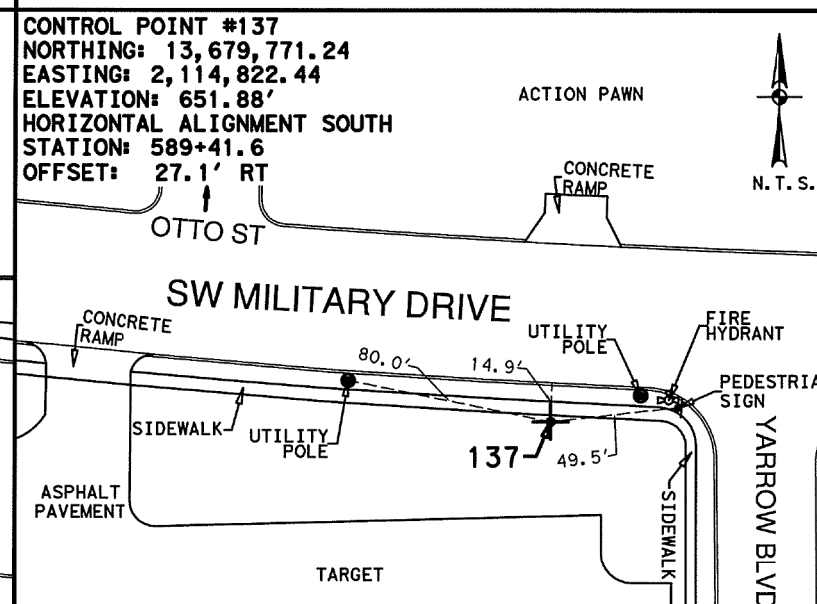 CONTROL POINT #137
NORTHING: 13,679,771.24
EASTING: 2,114,822.44
ELEVATION: 651.88'
HORIZONTAL ALIGNMENT SOUTH
STATION: 589+41.6
OFFSET: 27.1' RT
ACTION PAWN
N.T.S.
CONCRETE
RAMP
OTTO ST
SW MILITARY DRIVE
CONCRETE
RAMP
UTILITY
POLE
FIRE
HYDRANT
80.0'
14.9'
PEDESTRIA
SIGN
SIDEWALK
UTILITY
POLE
137
49.5'
YARROW BLVD
SIDEWALK
ASPHALT
PAVEMENT
TARGET